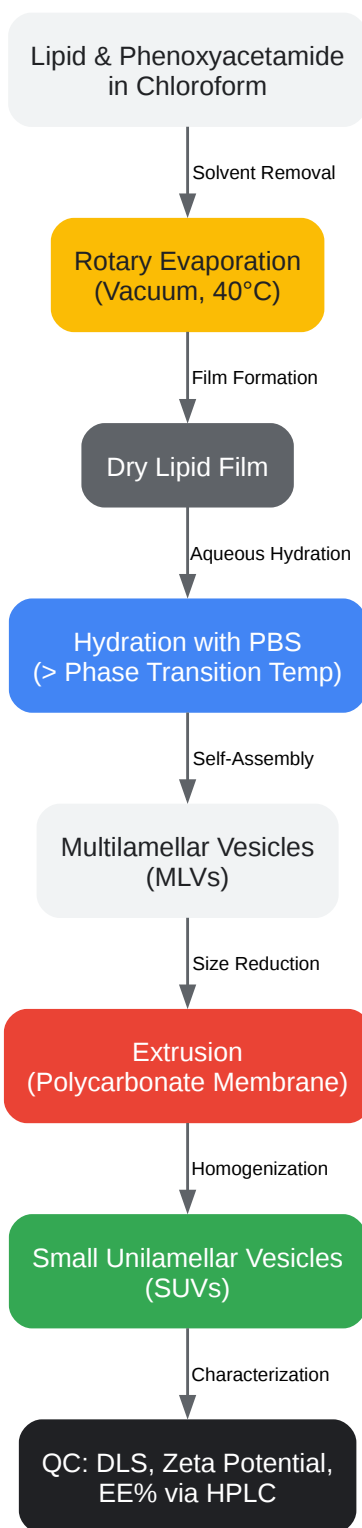 Lipid & Phenoxyacetamide
in Chloroform
Solvent Removal
Rotary Evaporation
(Vacuum, 40°C)
Film Formation
Dry Lipid Film
Aqueous Hydration
Hydration with PBS
(> Phase Transition Temp)
Self-Assembly
Multilamellar Vesicles
(MLVs)
Size Reduction
Extrusion
(Polycarbonate Membrane)
Homogenization
Small Unilamellar Vesicles
(SUVs)
Characterization
QC: DLS, Zeta Potential,
EE% via HPLC